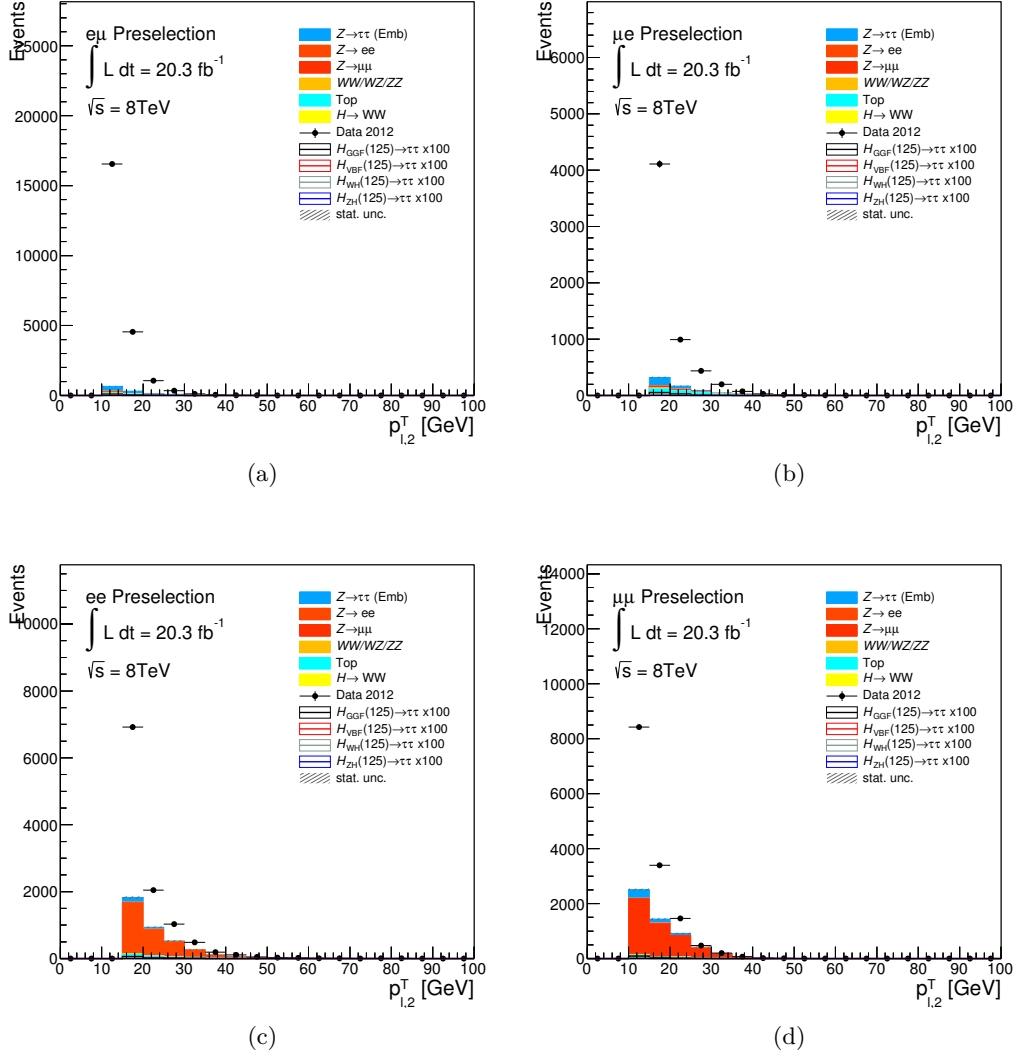 Events
eμ Preselection
∫ L dt = 20.3 fb⁻¹
√s = 8TeV
Z→ττ (Emb)
Z→ ee
Z→μμ
WW/WZ/ZZ
Top
H→ WW
Data 2012
H_GGF(125)→ττ x100
H_VBF(125)→ττ x100
H_WH(125)→ττ x100
H_ZH(125)→ττ x100
stat. unc.
25000
20000
15000
10000
5000
0
0 10 20 30 40 50 60 70 80 90 100
p^T_l,2 [GeV]
(a)
Events
μe Preselection
∫ L dt = 20.3 fb⁻¹
√s = 8TeV
Z→ττ (Emb)
Z→ ee
Z→μμ
WW/WZ/ZZ
Top
H→ WW
Data 2012
H_GGF(125)→ττ x100
H_VBF(125)→ττ x100
H_WH(125)→ττ x100
H_ZH(125)→ττ x100
stat. unc.
6000
5000
4000
3000
2000
1000
0
0 10 20 30 40 50 60 70 80 90 100
p^T_l,2 [GeV]
(b)
Events
ee Preselection
∫ L dt = 20.3 fb⁻¹
√s = 8TeV
Z→ττ (Emb)
Z→ ee
Z→μμ
WW/WZ/ZZ
Top
H→ WW
Data 2012
H_GGF(125)→ττ x100
H_VBF(125)→ττ x100
H_WH(125)→ττ x100
H_ZH(125)→ττ x100
stat. unc.
10000
8000
6000
4000
2000
0
0 10 20 30 40 50 60 70 80 90 100
p^T_l,2 [GeV]
(c)
Events
μμ Preselection
∫ L dt = 20.3 fb⁻¹
√s = 8TeV
Z→ττ (Emb)
Z→ ee
Z→μμ
WW/WZ/ZZ
Top
H→ WW
Data 2012
H_GGF(125)→ττ x100
H_VBF(125)→ττ x100
H_WH(125)→ττ x100
H_ZH(125)→ττ x100
stat. unc.
14000
12000
10000
8000
6000
4000
2000
0
0 10 20 30 40 50 60 70 80 90 100
p^T_l,2 [GeV]
(d)